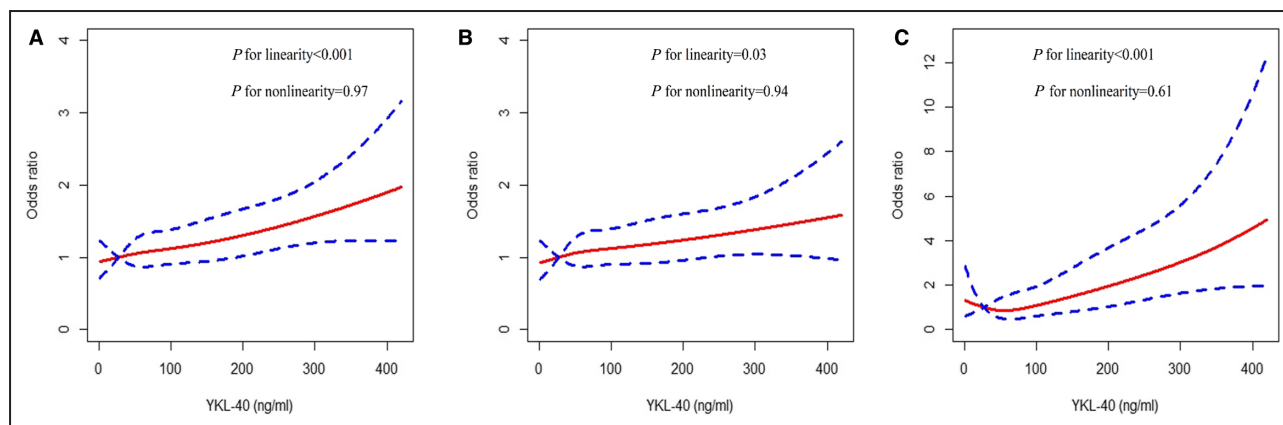 A
P for linearity<0.001
P for nonlinearity=0.97
Odds ratio
0
1
2
3
4
0
100
200
300
400
YKL-40 (ng/ml)
B
P for linearity=0.03
P for nonlinearity=0.94
Odds ratio
0
1
2
3
4
0
100
200
300
400
YKL-40 (ng/ml)
C
P for linearity<0.001
P for nonlinearity=0.61
Odds ratio
0
2
4
6
8
10
12
0
100
200
300
400
YKL-40 (ng/ml)